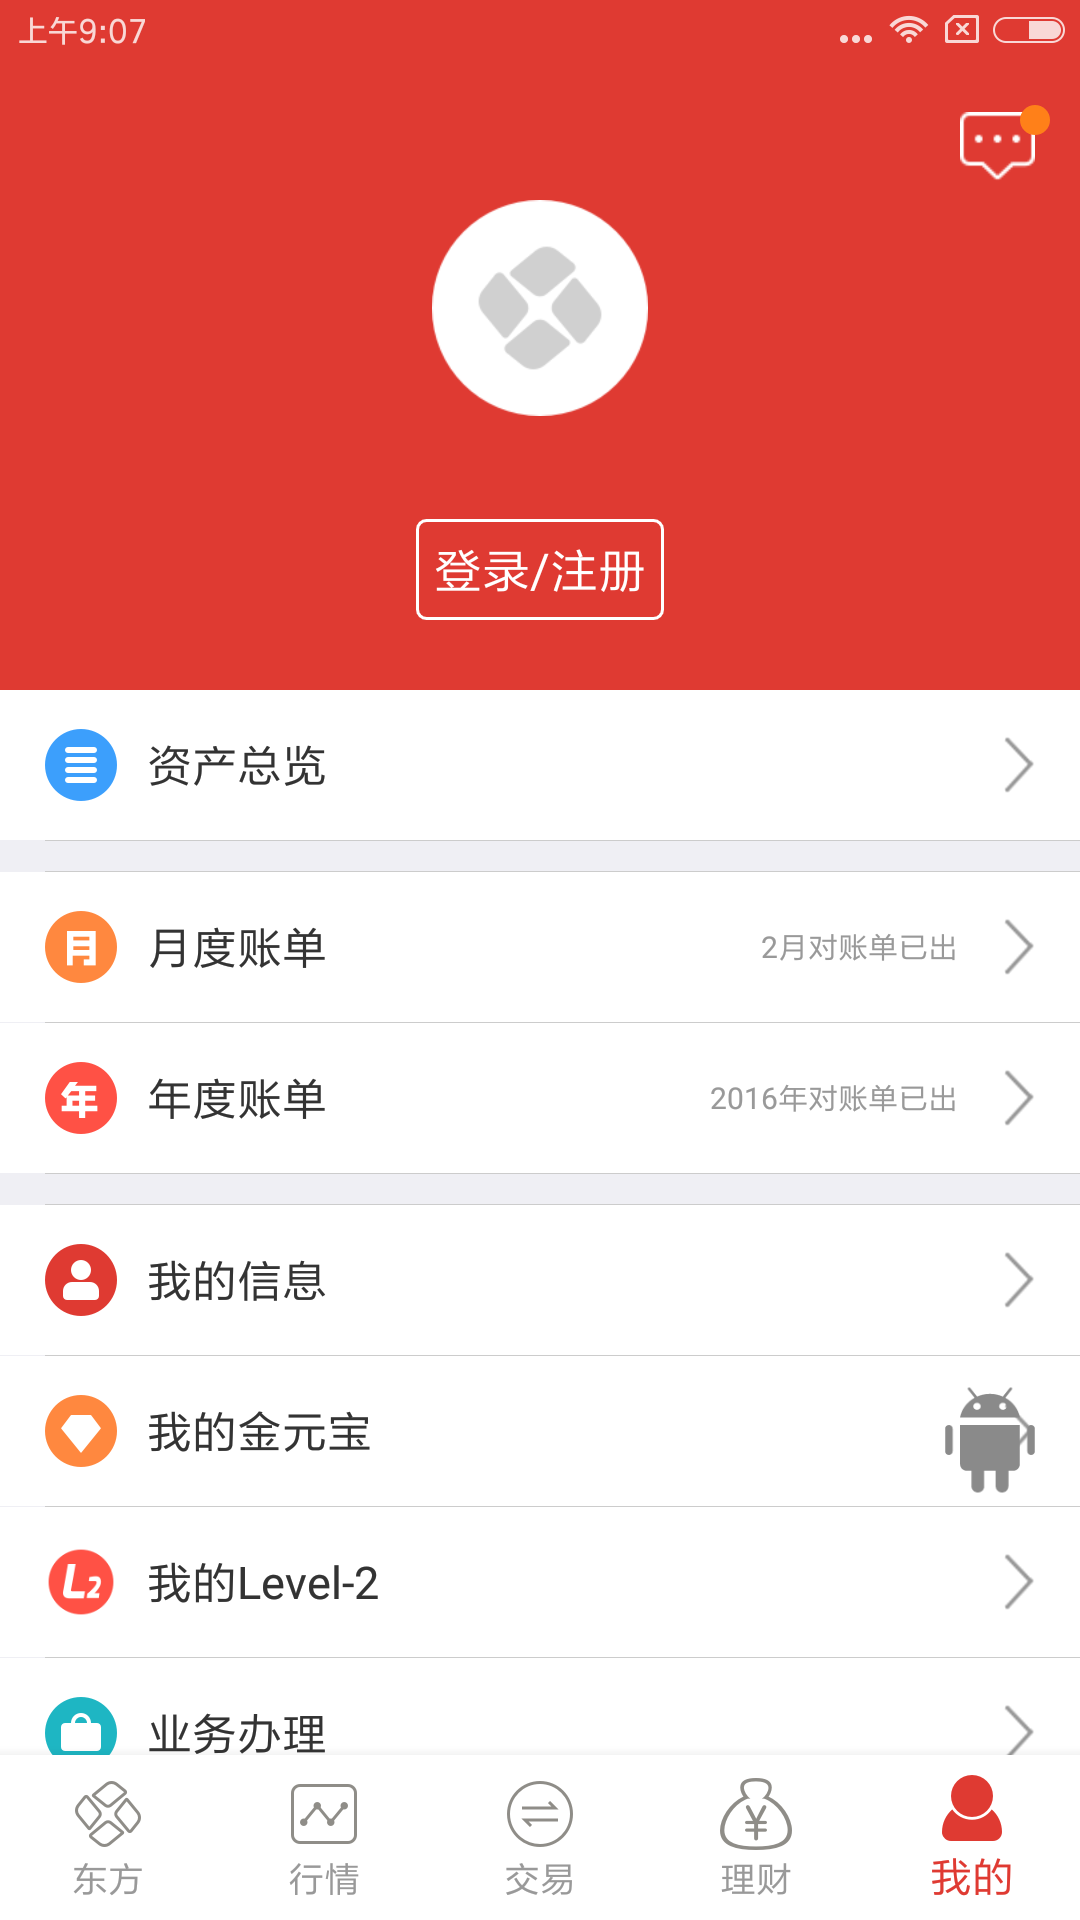 上午9:07
登录/注册
资产总览
月 月度账单 2月对账单已出
年 年度账单 2016年对账单已出
我的信息
我的金元宝
L2 我的Level-2
业务办理
东方 行情 交易 理财 我的